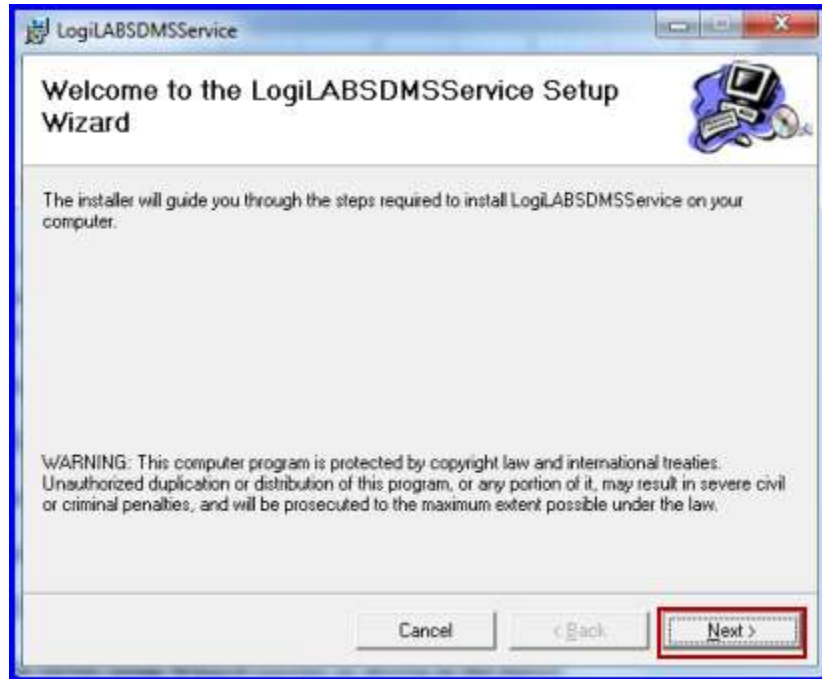 LogiLABSDMSService
Welcome to the LogiLABSDMSService Setup
Wizard
The installer will guide you through the steps required to install LogiLABSDMSService on your
computer.
WARNING: This computer program is protected by copyright law and international treaties.
Unauthorized duplication or distribution of this program, or any portion of it, may result in severe civil
or criminal penalties, and will be prosecuted to the maximum extent possible under the law.
Cancel
< Back
Next >